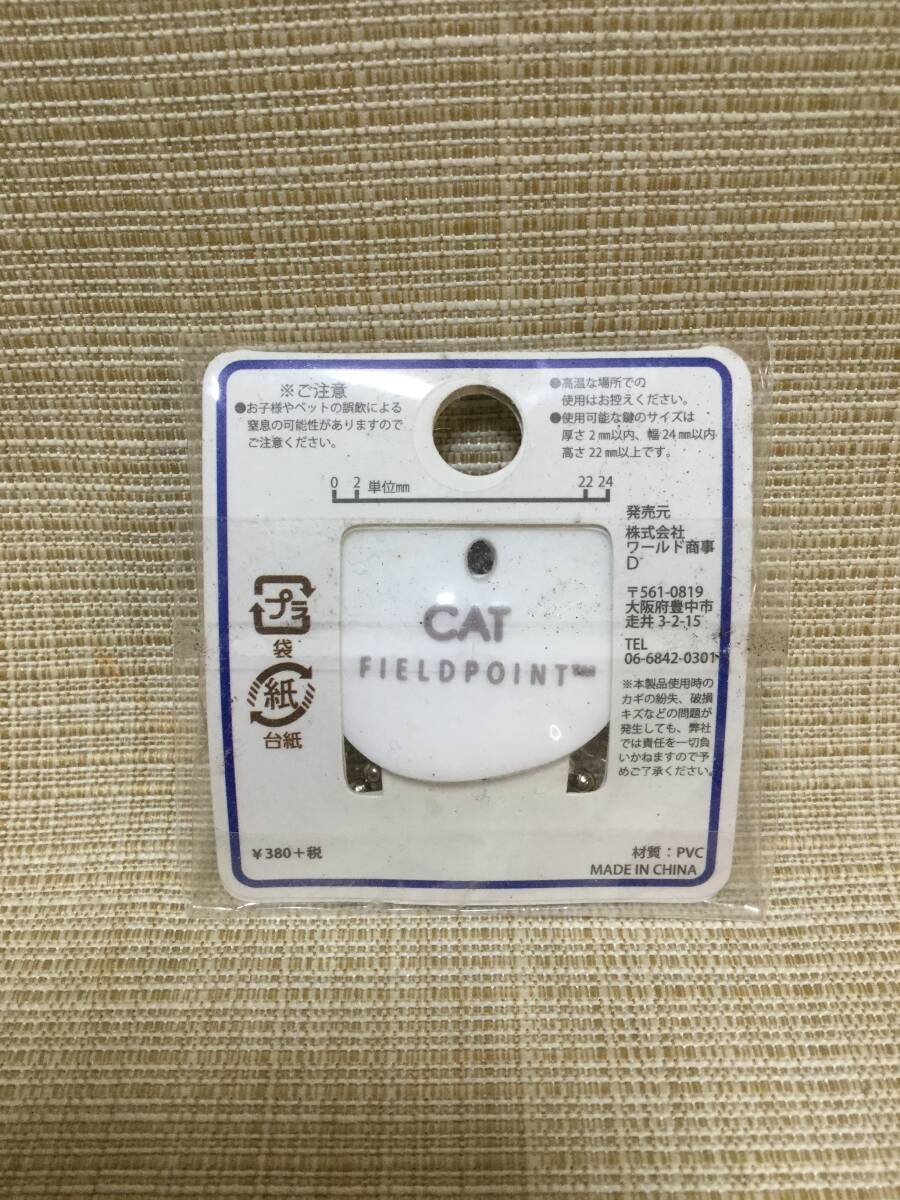 ※ご注意
●お子様やペットの誤飲による
窒息の可能性がありますので
ご注意ください。
●高温な場所での
使用はお控えください。
●使用可能な鍵のサイズは
厚さ2㎜以内、幅24㎜以内
高さ22㎜以上です。
0 2 単位㎜ 22 24
発売元
株式会社
ワールド商事
D
〒561-0819
大阪府豊中市
走井3-2-15
TEL
06-6842-0301
※本製品使用時の
カギの紛失、破損
キズなどの問題が
発生しても、弊社
では責任を一切負
いかねますので予
めご了承ください。
CAT
FIELDPOINT™
プラ
袋
紙
台紙
¥380+税
材質：PVC
MADE IN CHINA